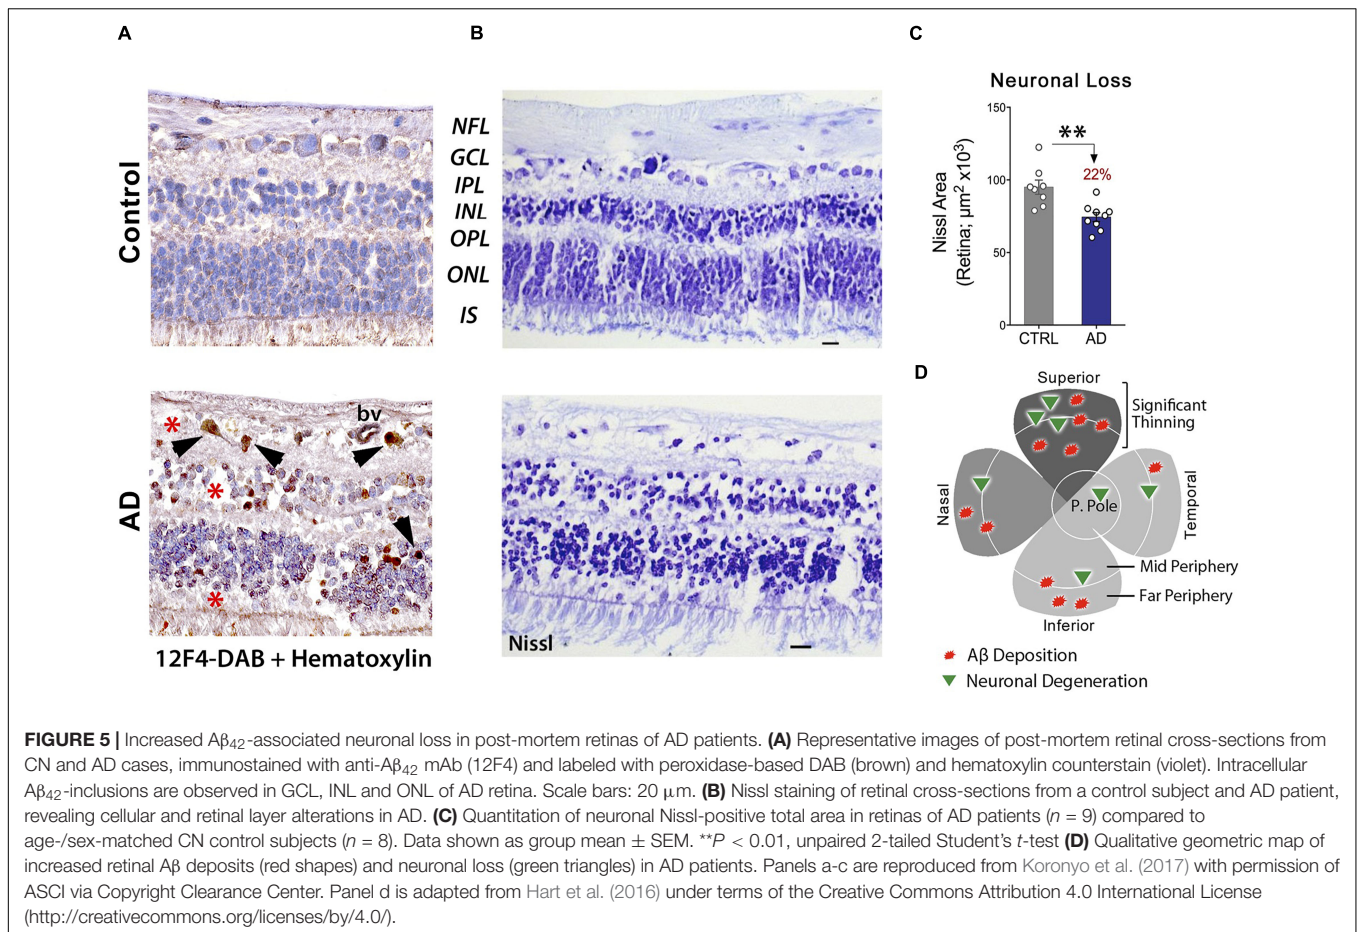 A
B
C
Control
NFL
GCL
IPL
INL
OPL
ONL
IS
Neuronal Loss
Nissl Area
(Retina; μm² x10³)
150
100
50
0
**
22%
CTRL
AD
AD
*
bv
*
*
12F4-DAB + Hematoxylin
Nissl
D
Superior
Significant
Thinning
Nasal
P. Pole
Temporal
Mid Periphery
Far Periphery
Inferior
Aβ Deposition
Neuronal Degeneration
FIGURE 5 | Increased Aβ₄₂-associated neuronal loss in post-mortem retinas of AD patients. (A) Representative images of post-mortem retinal cross-sections from
CN and AD cases, immunostained with anti-Aβ₄₂ mAb (12F4) and labeled with peroxidase-based DAB (brown) and hematoxylin counterstain (violet). Intracellular
Aβ₄₂-inclusions are observed in GCL, INL and ONL of AD retina. Scale bars: 20 μm. (B) Nissl staining of retinal cross-sections from a control subject and AD patient,
revealing cellular and retinal layer alterations in AD. (C) Quantitation of neuronal Nissl-positive total area in retinas of AD patients (n = 9) compared to
age-/sex-matched CN control subjects (n = 8). Data shown as group mean ± SEM. **P < 0.01, unpaired 2-tailed Student's t-test (D) Qualitative geometric map of
increased retinal Aβ deposits (red shapes) and neuronal loss (green triangles) in AD patients. Panels a-c are reproduced from Koronyo et al. (2017) with permission of
ASCI via Copyright Clearance Center. Panel d is adapted from Hart et al. (2016) under terms of the Creative Commons Attribution 4.0 International License
(http://creativecommons.org/licenses/by/4.0/).